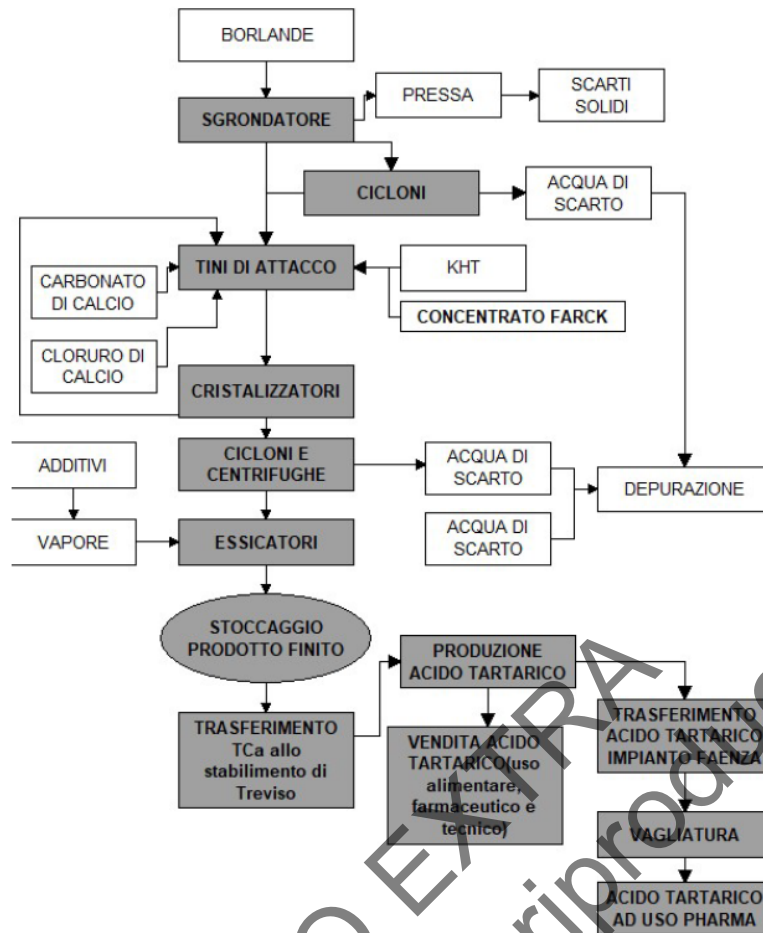 BORLANDE
SGRONDATORE
PRESSA
SCARTI
SOLIDI
CICLONI
ACQUA DI
SCARTO
TINI DI ATTACCO
KHT
CARBONATO
DI CALCIO
CONCENTRATO FARCK
CLORURO DI
CALCIO
CRISTALIZZATORI
ADDITIVI
CICLONI E
CENTRIFUGHE
ACQUA DI
SCARTO
DEPURAZIONE
VAPORE
ESSICATORI
ACQUA DI
SCARTO
STOCCAGGIO
PRODOTTO FINITO
PRODUZIONE
ACIDO TARTARICO
TRASFERIMENTO
TCa allo
stabilimento di
Treviso
VENDITA ACIDO
TARTARICO(uso
alimentare,
farmaceutico e
tecnico)
TRASFERIMENTO
ACIDO TARTARICO
IMPIANTO FAENZA
VAGLIATURA
ACIDO TARTARICO
AD USO PHARMA
EXTRA